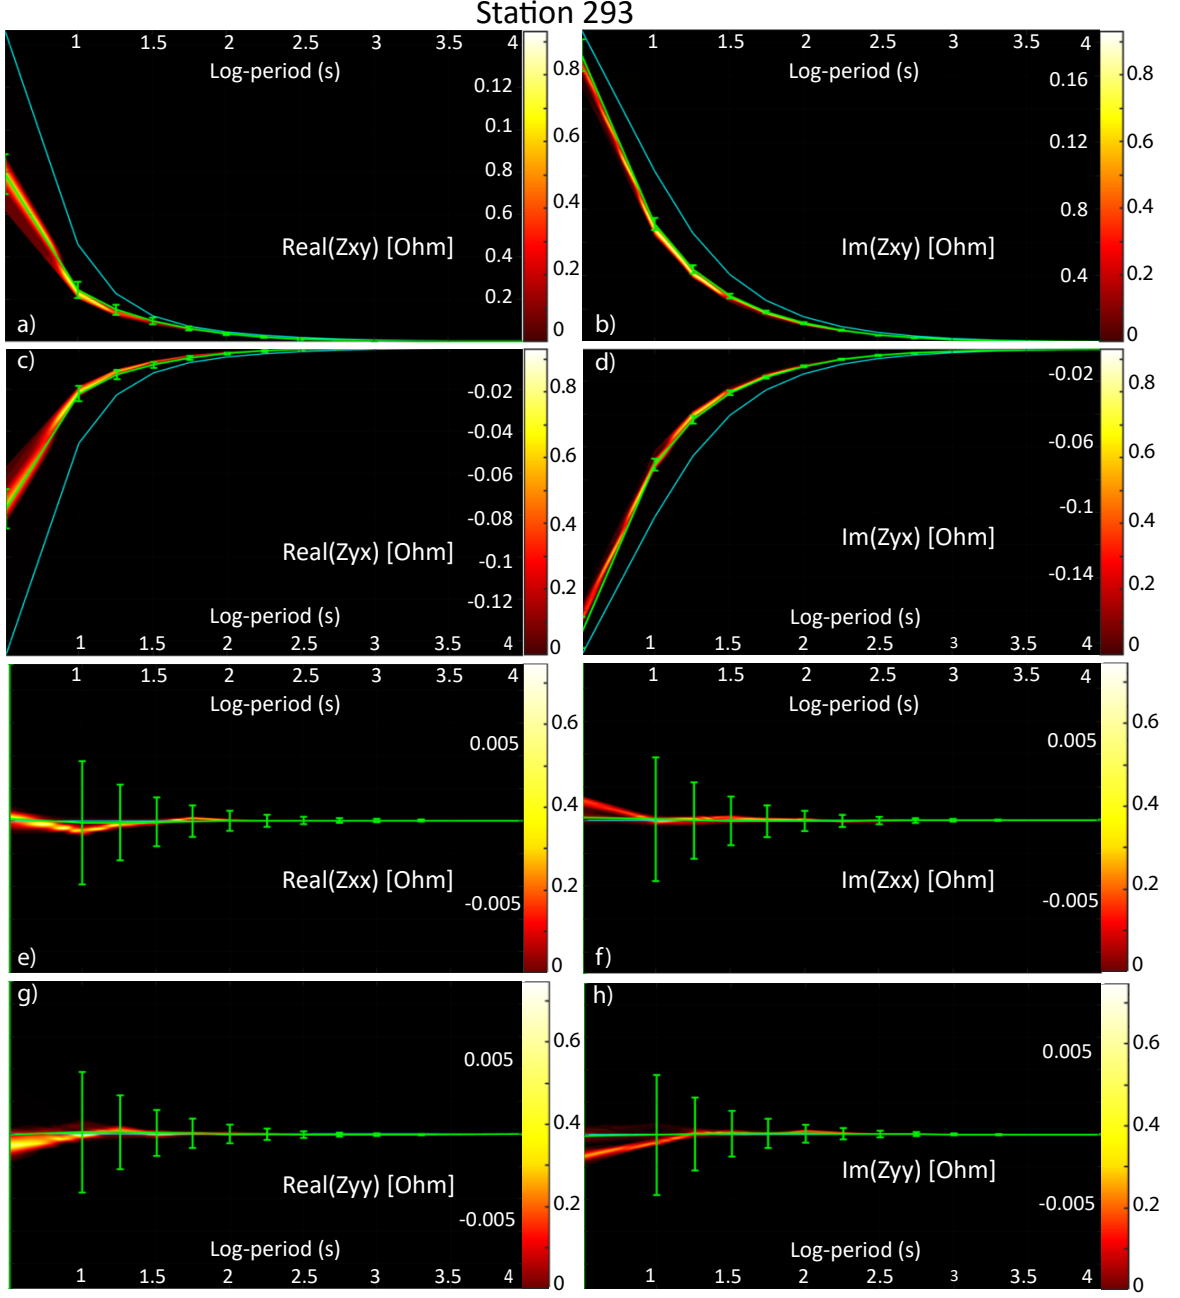 Station 293
1 1.5 2 2.5 3 3.5 4
Log-period (s)
0.12
0.1
0.8
0.6
0.4
0.2
Real(Zxy) [Ohm]
a)
0.8
0.6
0.4
0.2
0
1 1.5 2 2.5 3 3.5 4
Log-period (s)
0.16
0.12
0.8
0.4
Im(Zxy) [Ohm]
b)
0.8
0.6
0.4
0.2
0
c)
-0.02
-0.04
-0.06
-0.08
-0.1
-0.12
Real(Zyx) [Ohm]
Log-period (s)
1 1.5 2 2.5 3 3.5 4
0.8
0.6
0.4
0.2
0
d)
-0.02
-0.06
-0.1
-0.14
Im(Zyx) [Ohm]
Log-period (s)
1 1.5 2 2.5 3 3.5 4
0.8
0.6
0.4
0.2
0
1 1.5 2 2.5 3 3.5 4
Log-period (s)
0.005
Real(Zxx) [Ohm]
-0.005
e)
0.6
0.4
0.2
0
1 1.5 2 2.5 3 3.5 4
Log-period (s)
0.005
Im(Zxx) [Ohm]
-0.005
f)
0.6
0.4
0.2
0
g)
0.005
Real(Zyy) [Ohm]
-0.005
Log-period (s)
1 1.5 2 2.5 3 3.5 4
0.6
0.4
0.2
0
h)
0.005
Im(Zyy) [Ohm]
-0.005
Log-period (s)
1 1.5 2 2.5 3 3.5 4
0.6
0.4
0.2
0